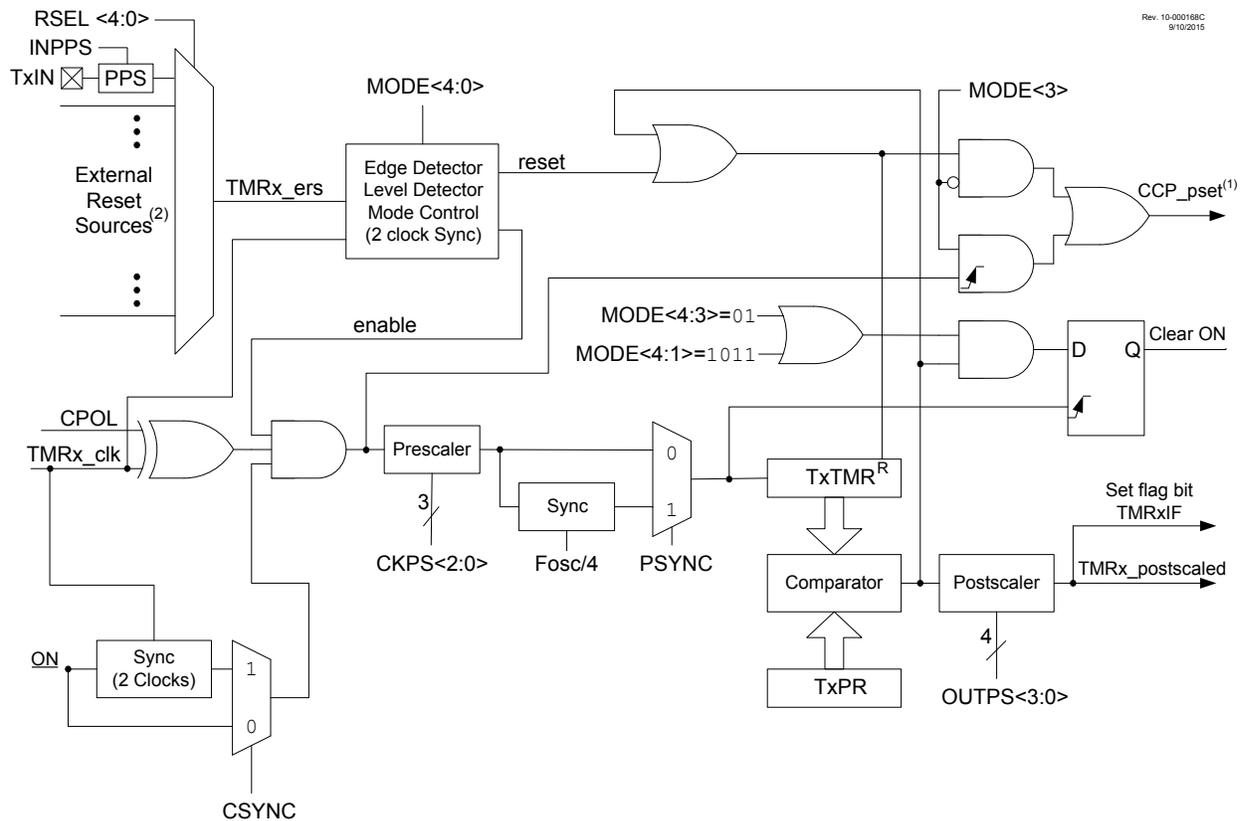 Rev. 10-000168C
9/10/2015
RSEL <4:0>
INPPS
TxIN
PPS
MODE<4:0>
MODE<3>
External
Reset
Sources(2)
TMRx_ers
Edge Detector
Level Detector
Mode Control
(2 clock Sync)
reset
CCP_pset(1)
enable
MODE<4:3>=01
MODE<4:1>=1011
D
Q
Clear ON
CPOL
TMRx_clk
Prescaler
3
CKPS<2:0>
Sync
Fosc/4
0
1
PSYNC
TxTMR
R
Set flag bit
TMRxIF
Comparator
Postscaler
TMRx_postscaled
4
OUTPS<3:0>
TxPR
ON
Sync
(2 Clocks)
1
0
CSYNC